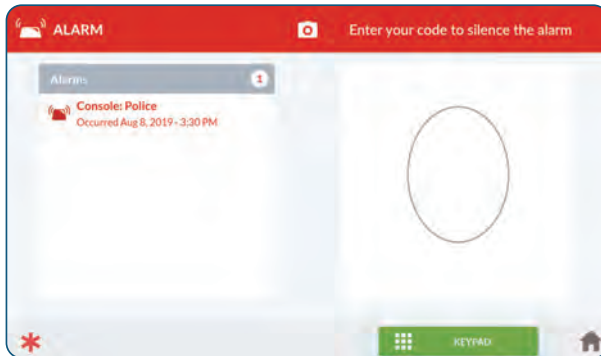 ALARM
Enter your code to silence the alarm
Alarms
1
Console: Police
Occurred Aug 8, 2019 - 3:30 PM
KEYPAD